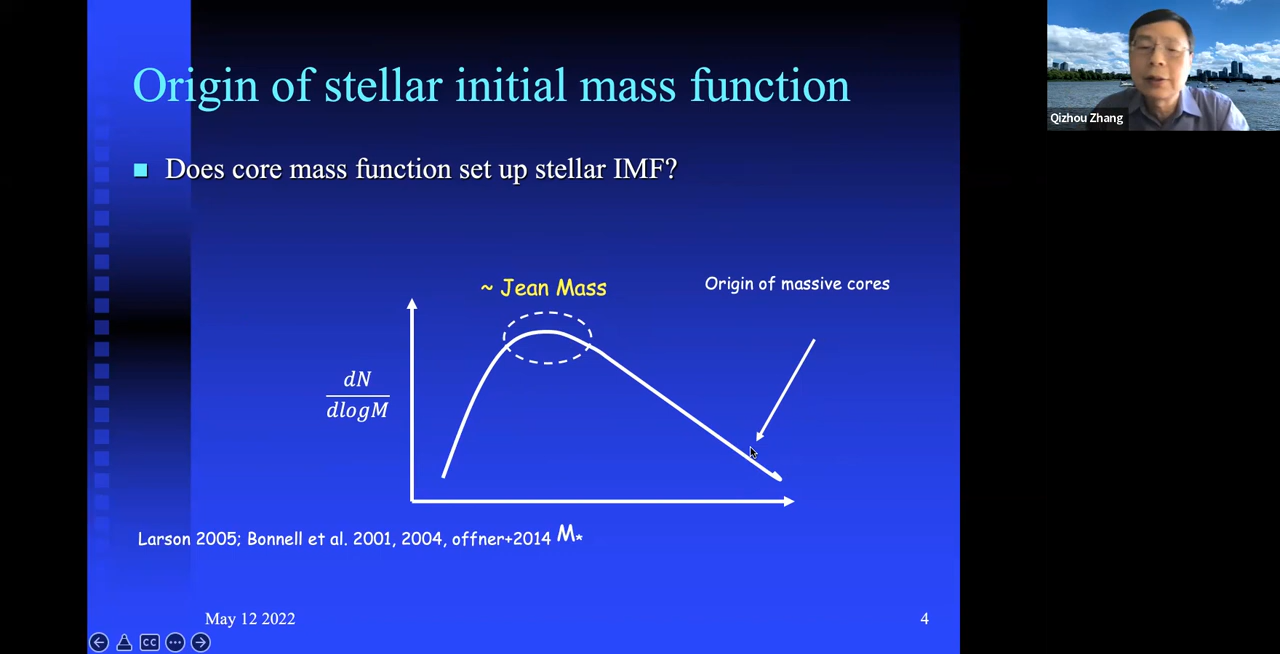 Origin of stellar initial mass function
Qizhou Zhang
Does core mass function set up stellar IMF?
~ Jean Mass
Origin of massive cores
dN
dlogM
Larson 2005; Bonnell et al. 2001, 2004, offner+2014 M*
May 12 2022
4
CC